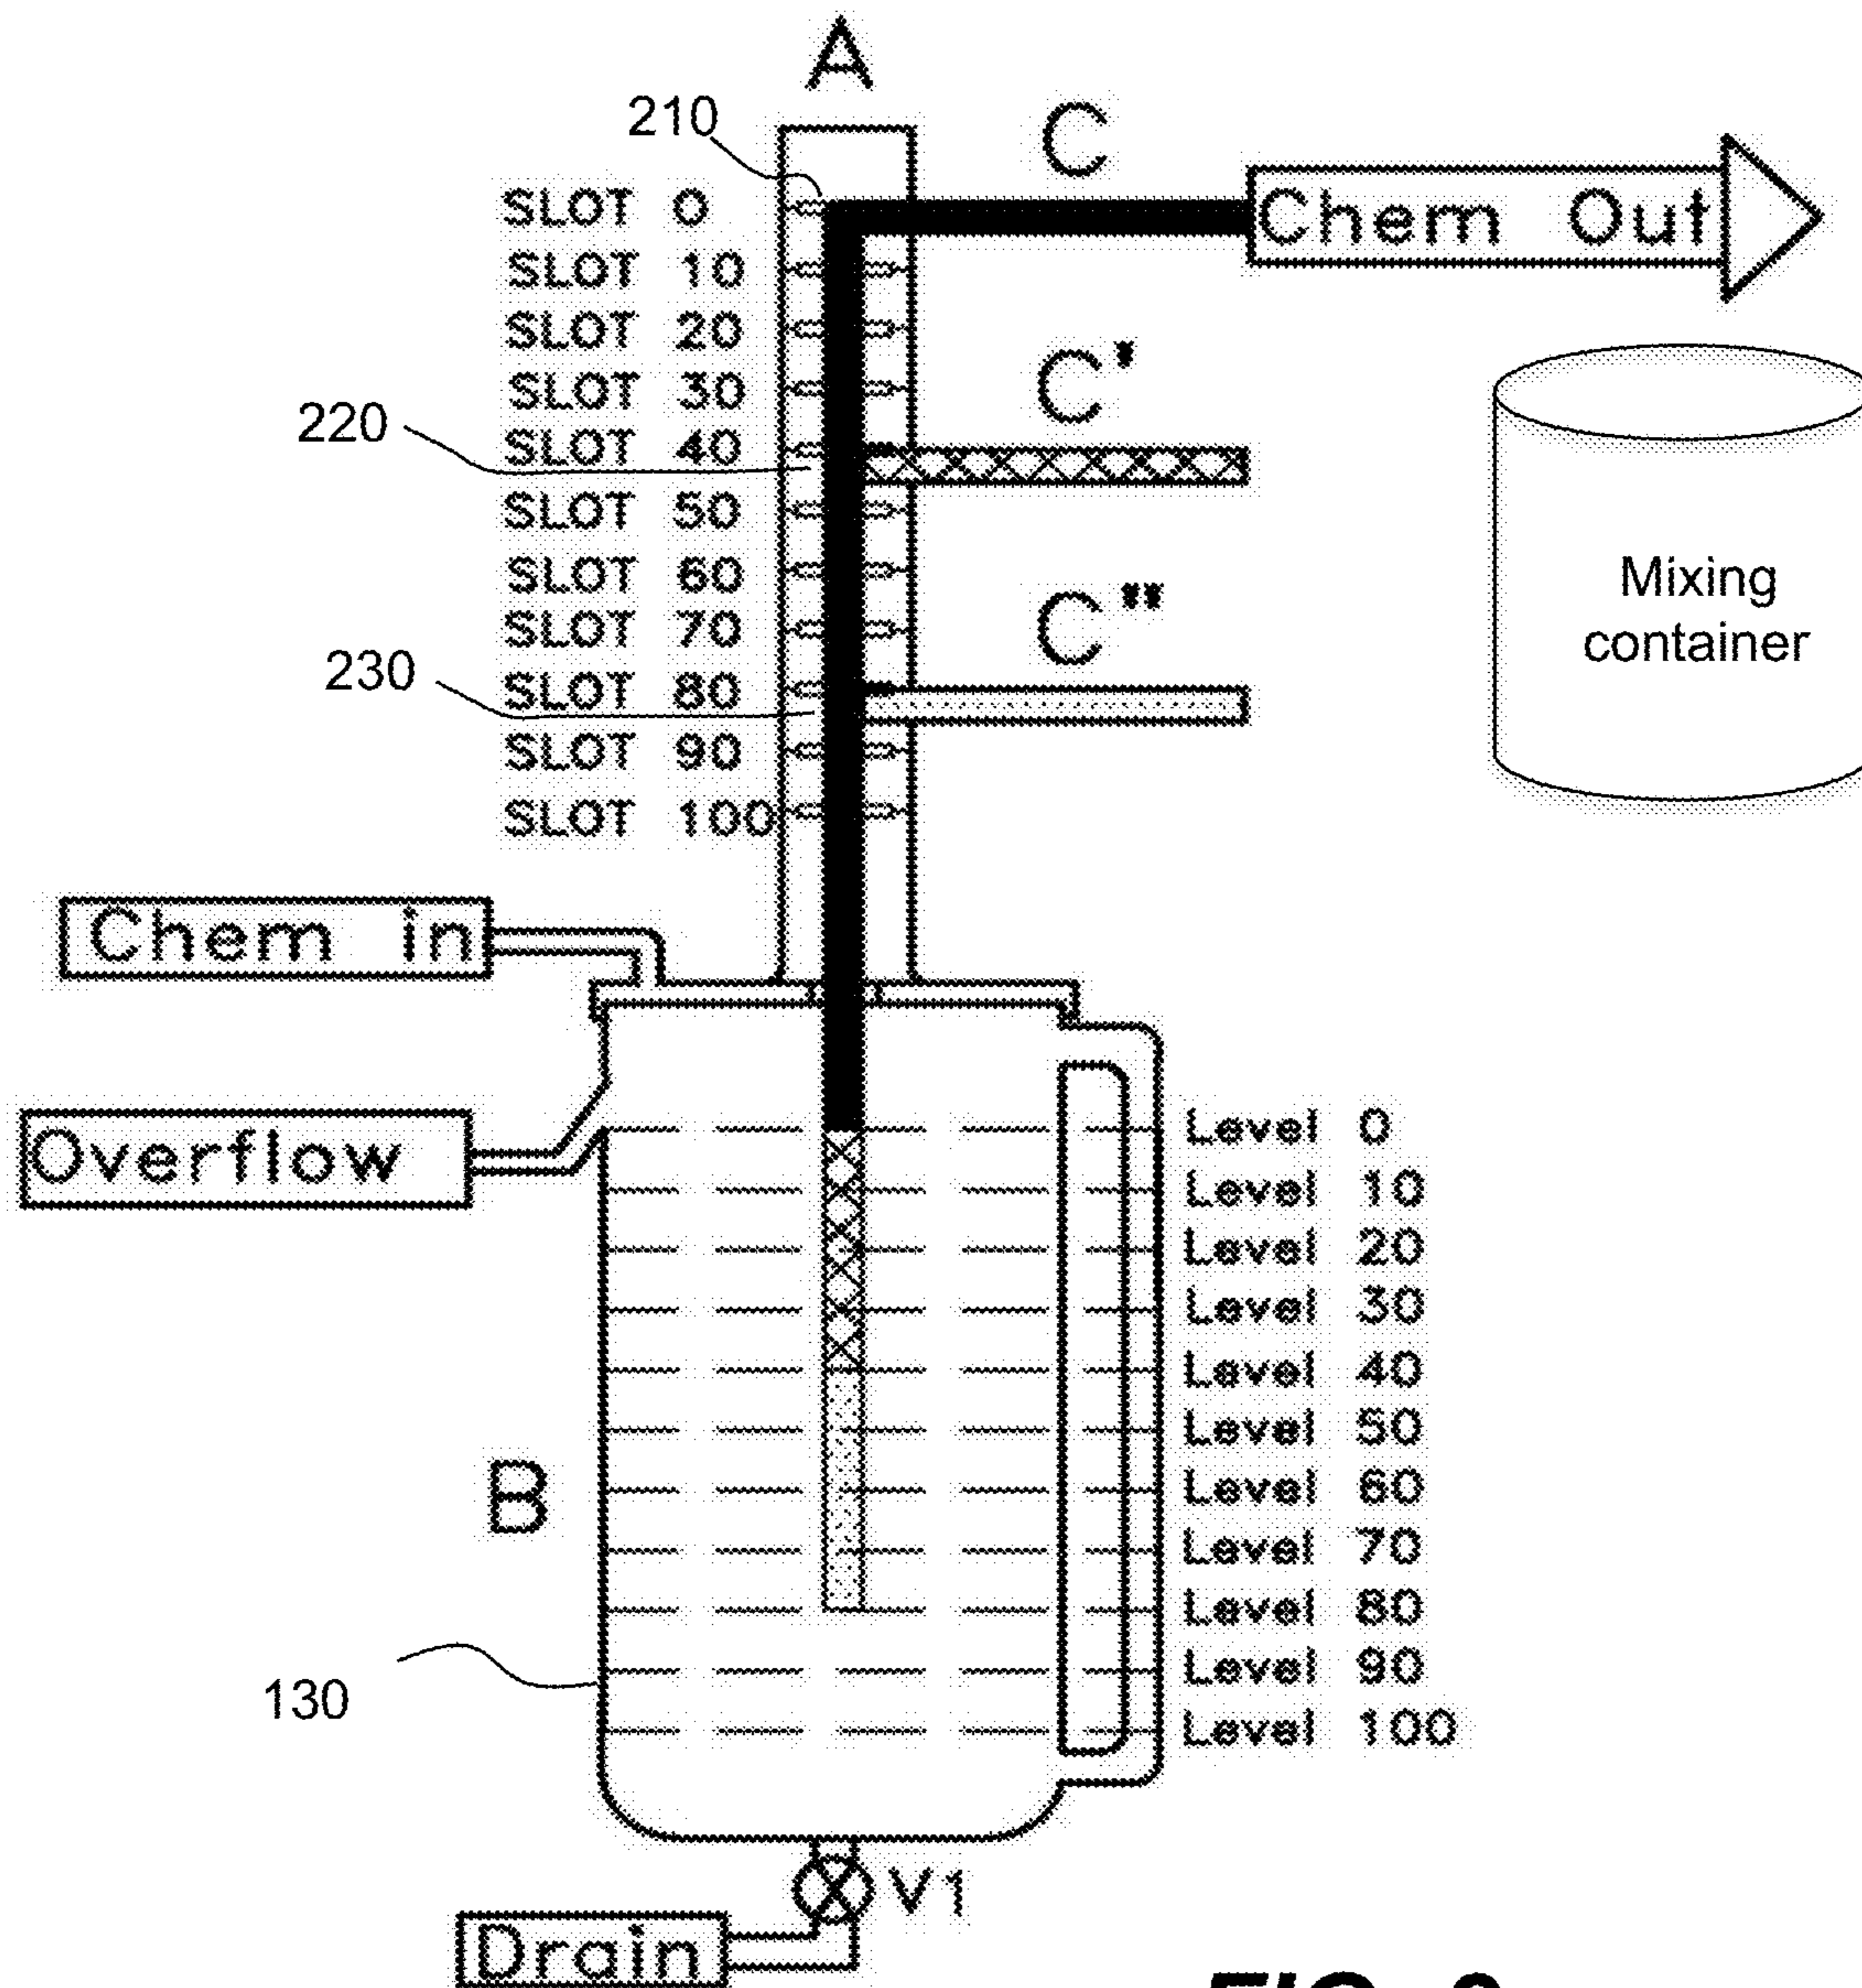 A
210
C
SLOT 0
Chem Out
SLOT 10
SLOT 20
C'
SLOT 30
220
SLOT 40
SLOT 50
SLOT 60
Mixing
container
C"
SLOT 70
230
SLOT 80
SLOT 90
SLOT 100
Chem in
Overflow
Level 0
Level 10
Level 20
Level 30
Level 40
Level 50
B
Level 60
Level 70
Level 80
Level 90
130
Level 100
V1
Drain